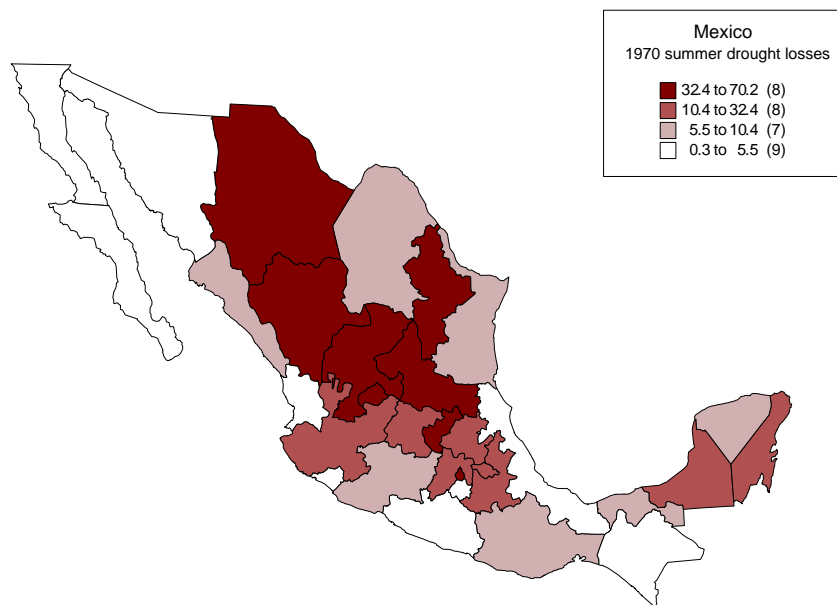 Mexico
1970 summer drought losses
32.4 to 70.2 (8)
10.4 to 32.4 (8)
5.5 to 10.4 (7)
0.3 to 5.5 (9)